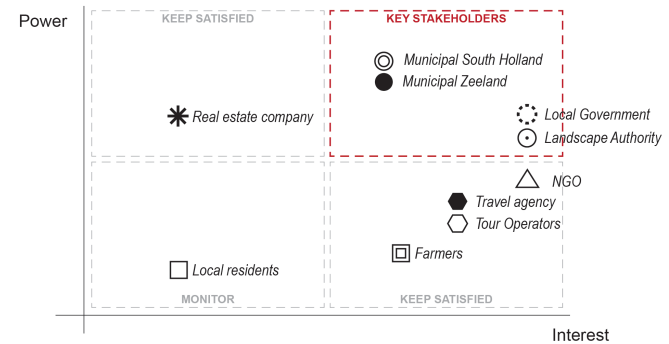 Power
KEEP SATISFIED
KEY STAKEHOLDERS
Municipal South Holland
Municipal Zeeland
Real estate company
Local Government
Landscape Authority
NGO
Travel agency
Tour Operators
Farmers
Local residents
MONITOR
KEEP SATISFIED
Interest